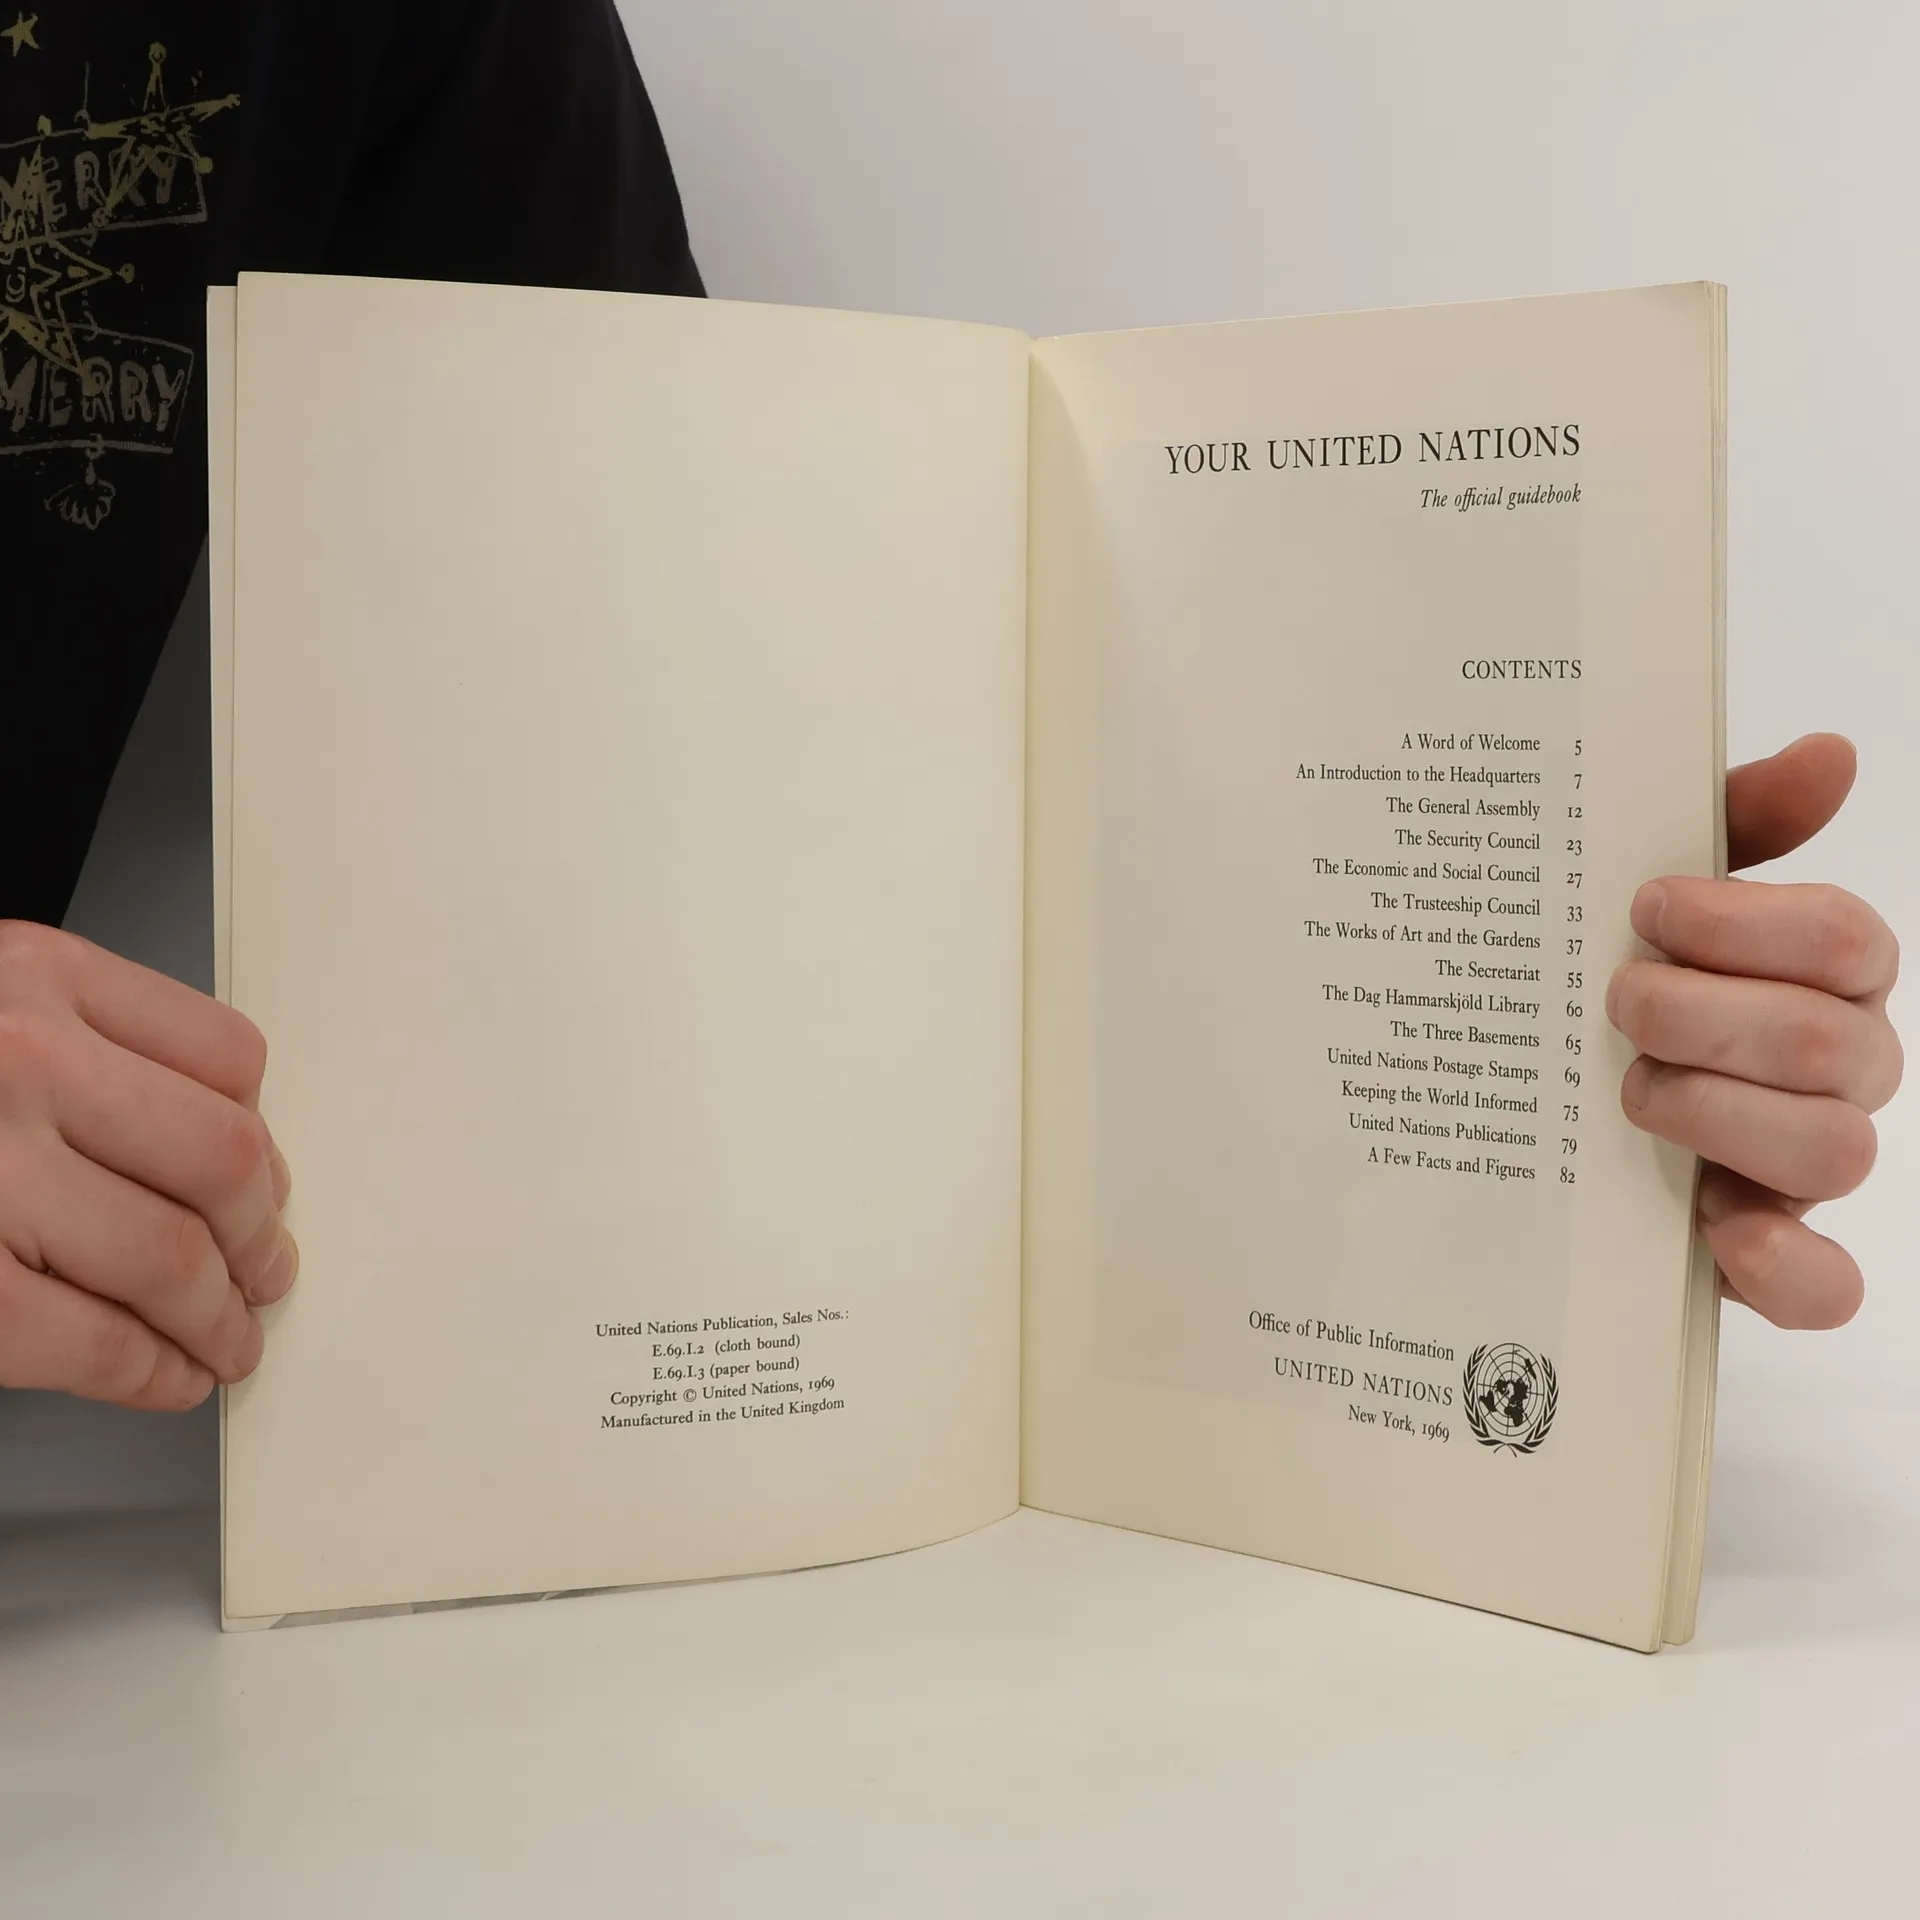 MERRY
MERRY
United Nations Publication, Sales Nos.:
E.69.I.2 (cloth bound)
E.69.I.3 (paper bound)
Copyright © United Nations, 1969
Manufactured in the United Kingdom
YOUR UNITED NATIONS
The official guidebook
CONTENTS
A Word of Welcome 5
An Introduction to the Headquarters 7
The General Assembly 12
The Security Council 23
The Economic and Social Council 27
The Trusteeship Council 33
The Works of Art and the Gardens 37
The Secretariat 55
The Dag Hammarskjöld Library 60
The Three Basements 65
United Nations Postage Stamps 69
Keeping the World Informed 75
United Nations Publications 79
A Few Facts and Figures 82
Office of Public Information
UNITED NATIONS
New York, 1969